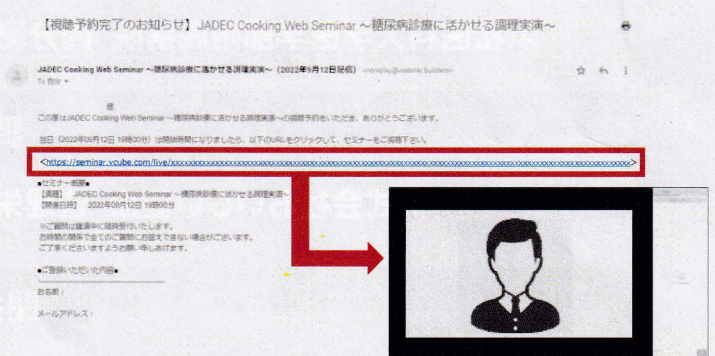 【視聴予約完了のお知らせ】JADEC Cooking Web Seminar ～糖尿病診療に活かせる調理実演～
JADEC Cooking Web Seminar ～糖尿病診療に活かせる調理実演～（2022年9月12日配信） <noreply@webinar.builders>
To 自分
様
この度はJADEC Cooking Web Seminar ～糖尿病診療に活かせる調理実演～の視聴予約をいただき、ありがとうございます。
当日（2022年09月12日 19時00分）は開始時間になりましたら、以下のURLをクリックして、セミナーをご視聴下さい。
■セミナー概要■
【演題】 JADEC Cooking Web Seminar ～糖尿病診療に活かせる調理実演～
【開催日時】 2022年09月12日 19時00分
※ご質問は講演中に随時受付いたします。
お時間の関係で全てのご質問にお答えできない場合がございます。
ご了承くださいますようお願い申しあげます。
■ご登録いただいた内容■
お名前：
メールアドレス：